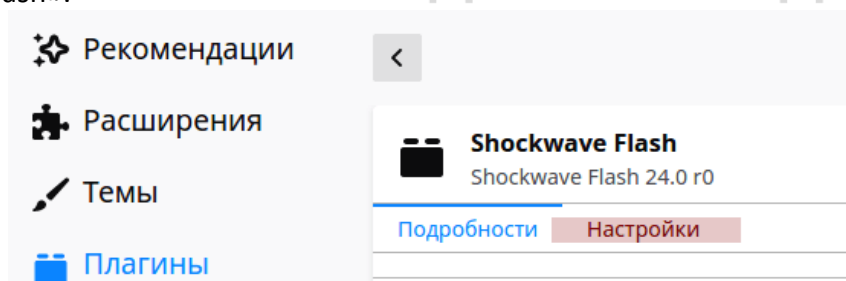 Рекомендации
Расширения
Темы
Плагины
Shockwave Flash
Shockwave Flash 24.0 r0
Подробности Настройки